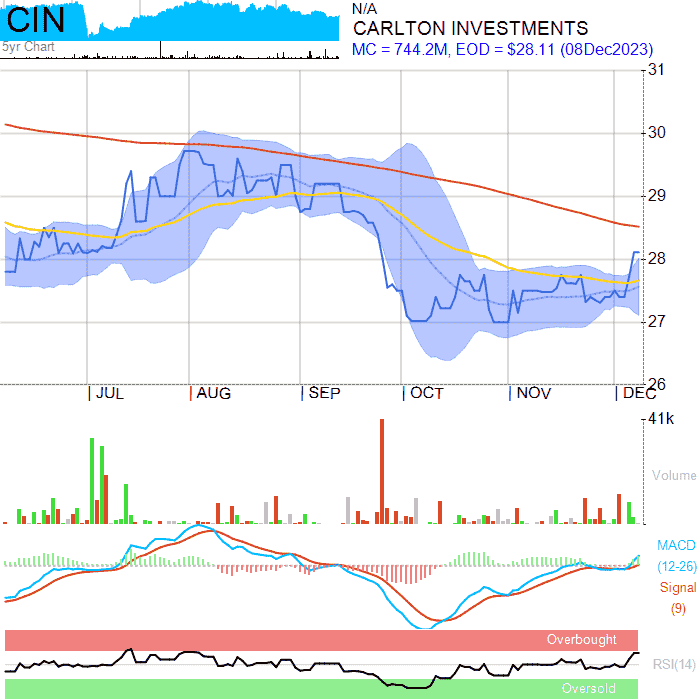 CIN
5yr Chart
N/A
CARLTON INVESTMENTS
MC = 744.2M, EOD = $28.11 (08Dec2023)
31
30
29
28
27
26
JUL
AUG
SEP
OCT
NOV
DEC
41k
Volume
MACD
(12-26)
Signal
(9)
Overbought
RSI(14)
Oversold